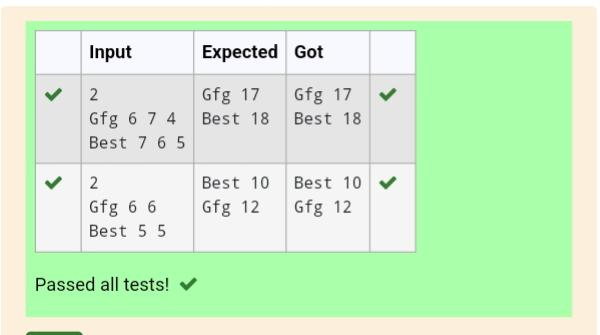 Input Expected Got
2
Gfg 6 7 4
Best 7 6 5
Gfg 17
Best 18
Gfg 17
Best 18
2
Gfg 6 6
Best 5 5
Best 10
Gfg 12
Best 10
Gfg 12
Passed all tests!